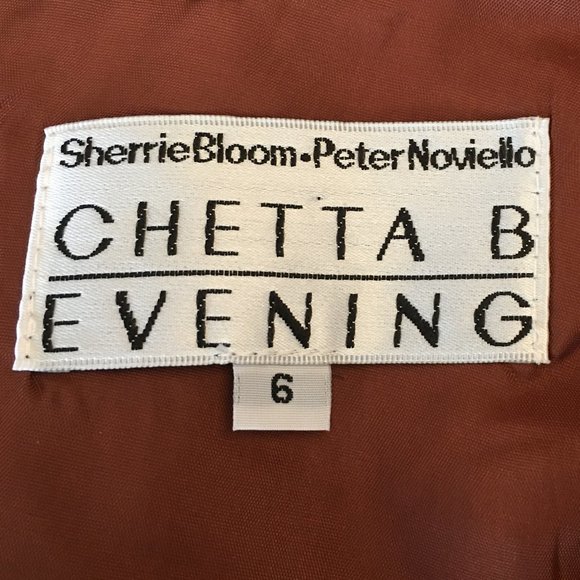 SherrieBloom•PeterNoviello
CHETTA B
EVENING
6